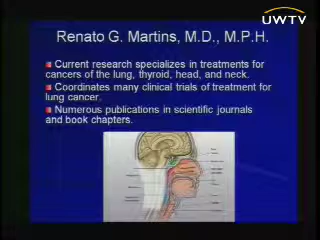 UWTV
Renato G. Martins, M.D., M.P.H.
Current research specializes in treatments for
cancers of the lung, thyroid, head, and neck.
Coordinates many clinical trials of treatment for
lung cancer.
Numerous publications in scientific journals
and book chapters.